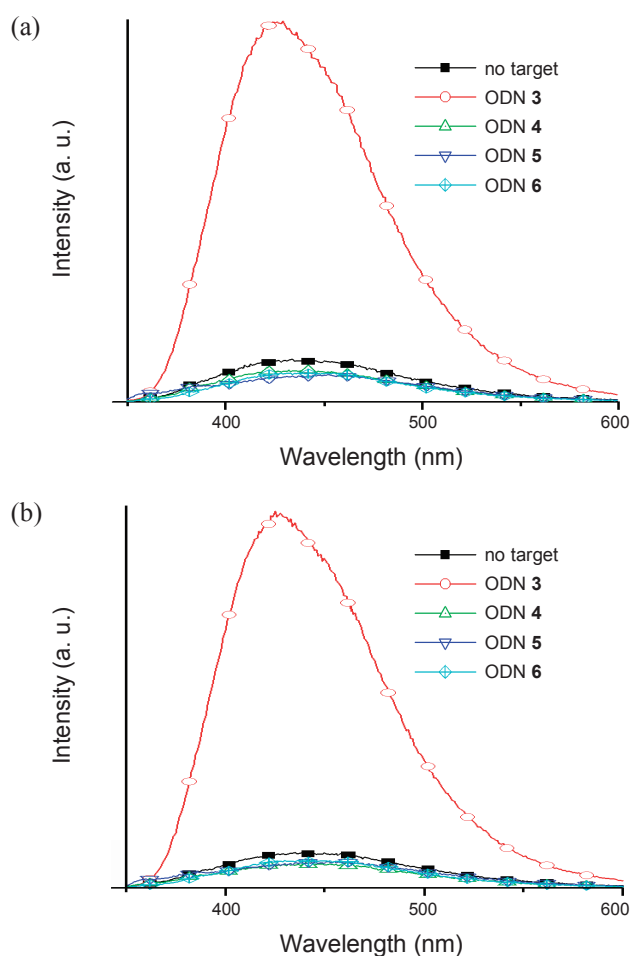 (a)
no target
ODN 3
ODN 4
ODN 5
ODN 6
Intensity (a. u.)
400
500
600
Wavelength (nm)
(b)
no target
ODN 3
ODN 4
ODN 5
ODN 6
Intensity (a. u.)
400
500
600
Wavelength (nm)